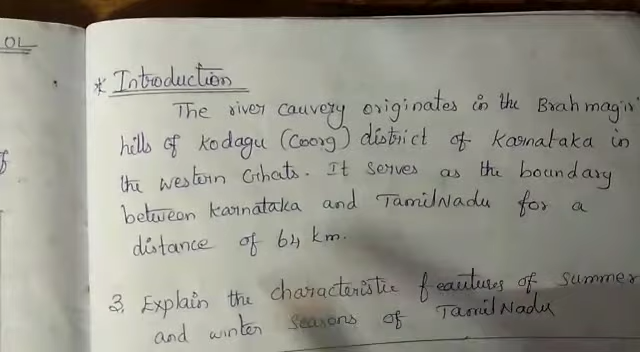 OL
* Introduction
The river cauvery originates in the Brahmagiri
hills of Kodagu (Coorg) district of Karnataka in
the western Ghats. It serves as the boundary
between Karnataka and TamilNadu for a
distance of 64 km.
3. Explain the characteristic feautures of summer
and winter seasons of TamilNadu